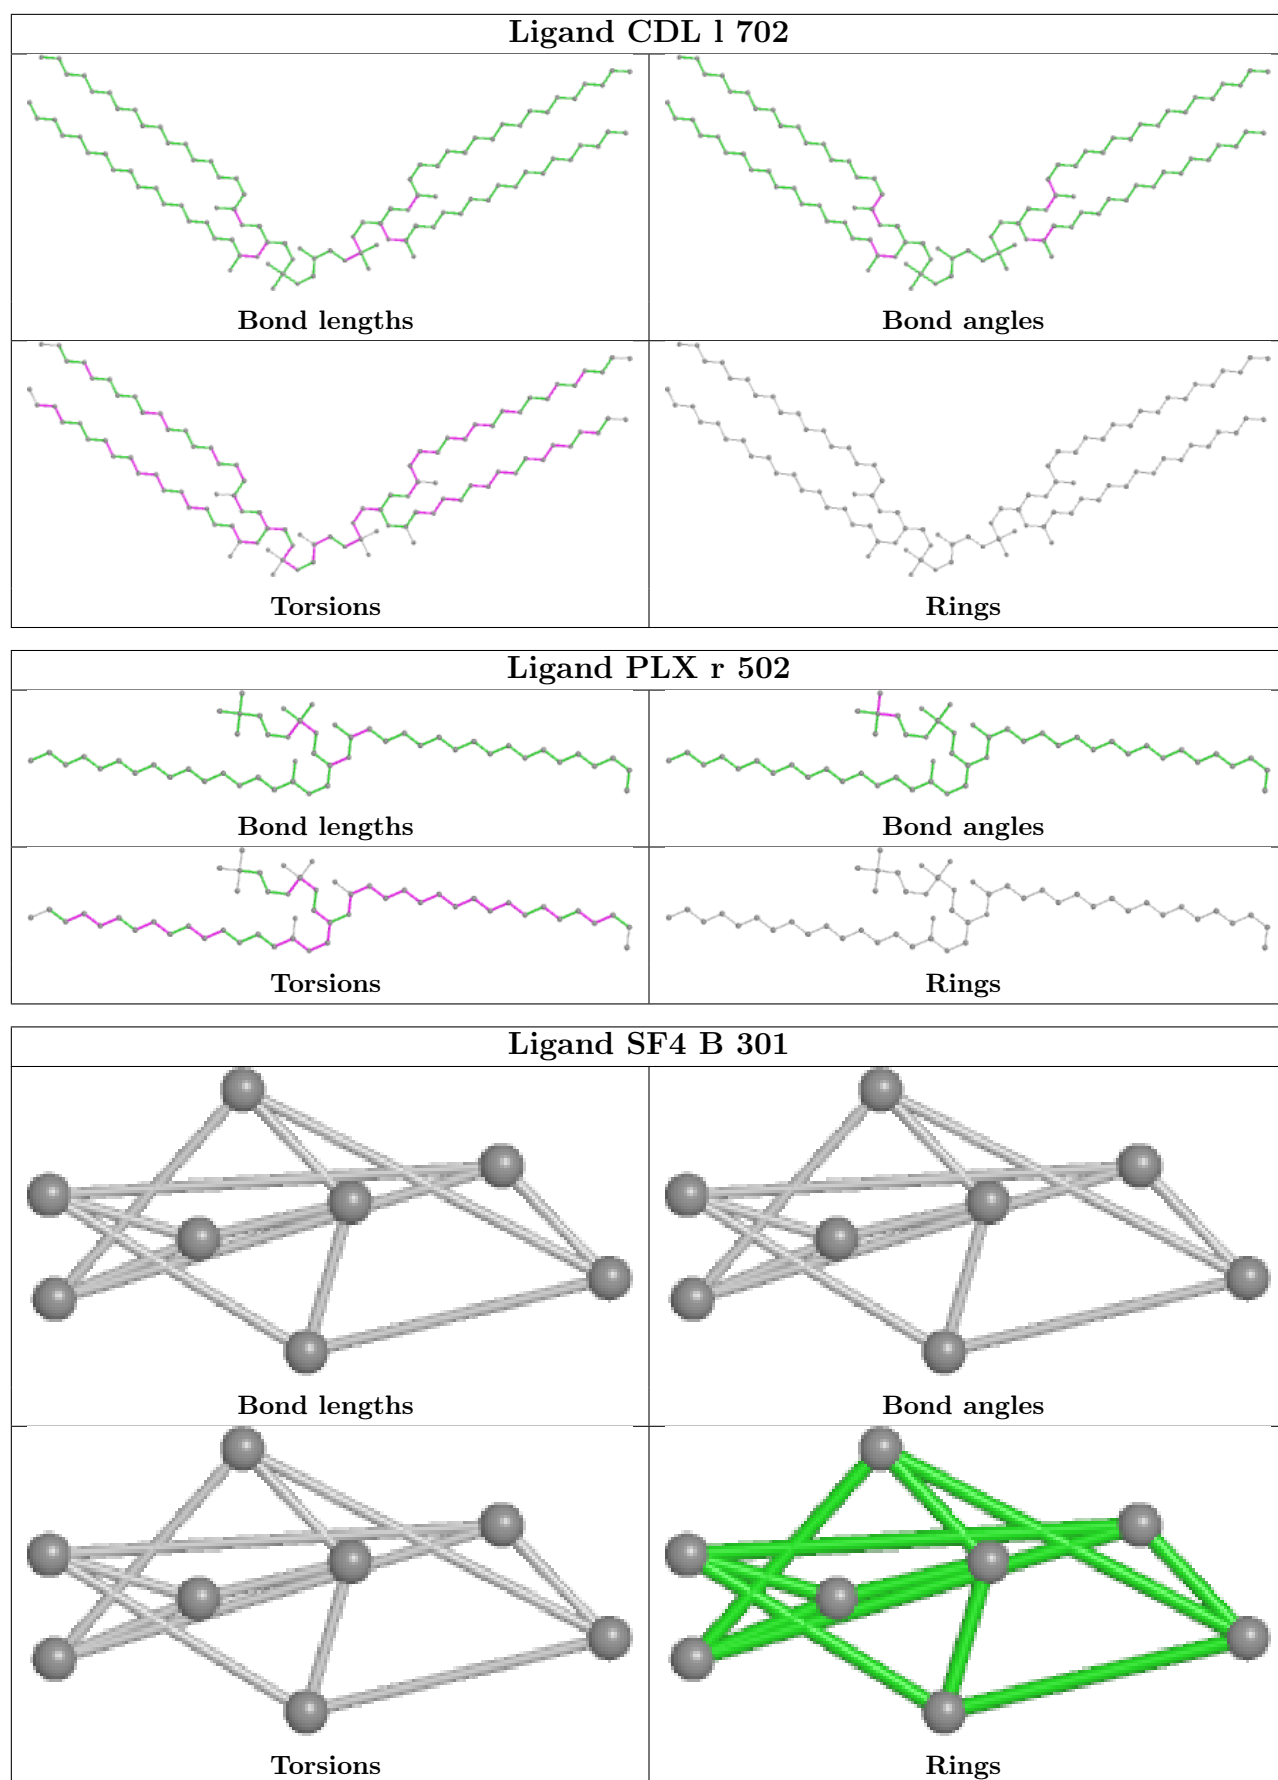 Ligand CDL l 702
Bond lengths
Bond angles
Torsions
Rings
Ligand PLX r 502
Bond lengths
Bond angles
Torsions
Rings
Ligand SF4 B 301
Bond lengths
Bond angles
Torsions
Rings